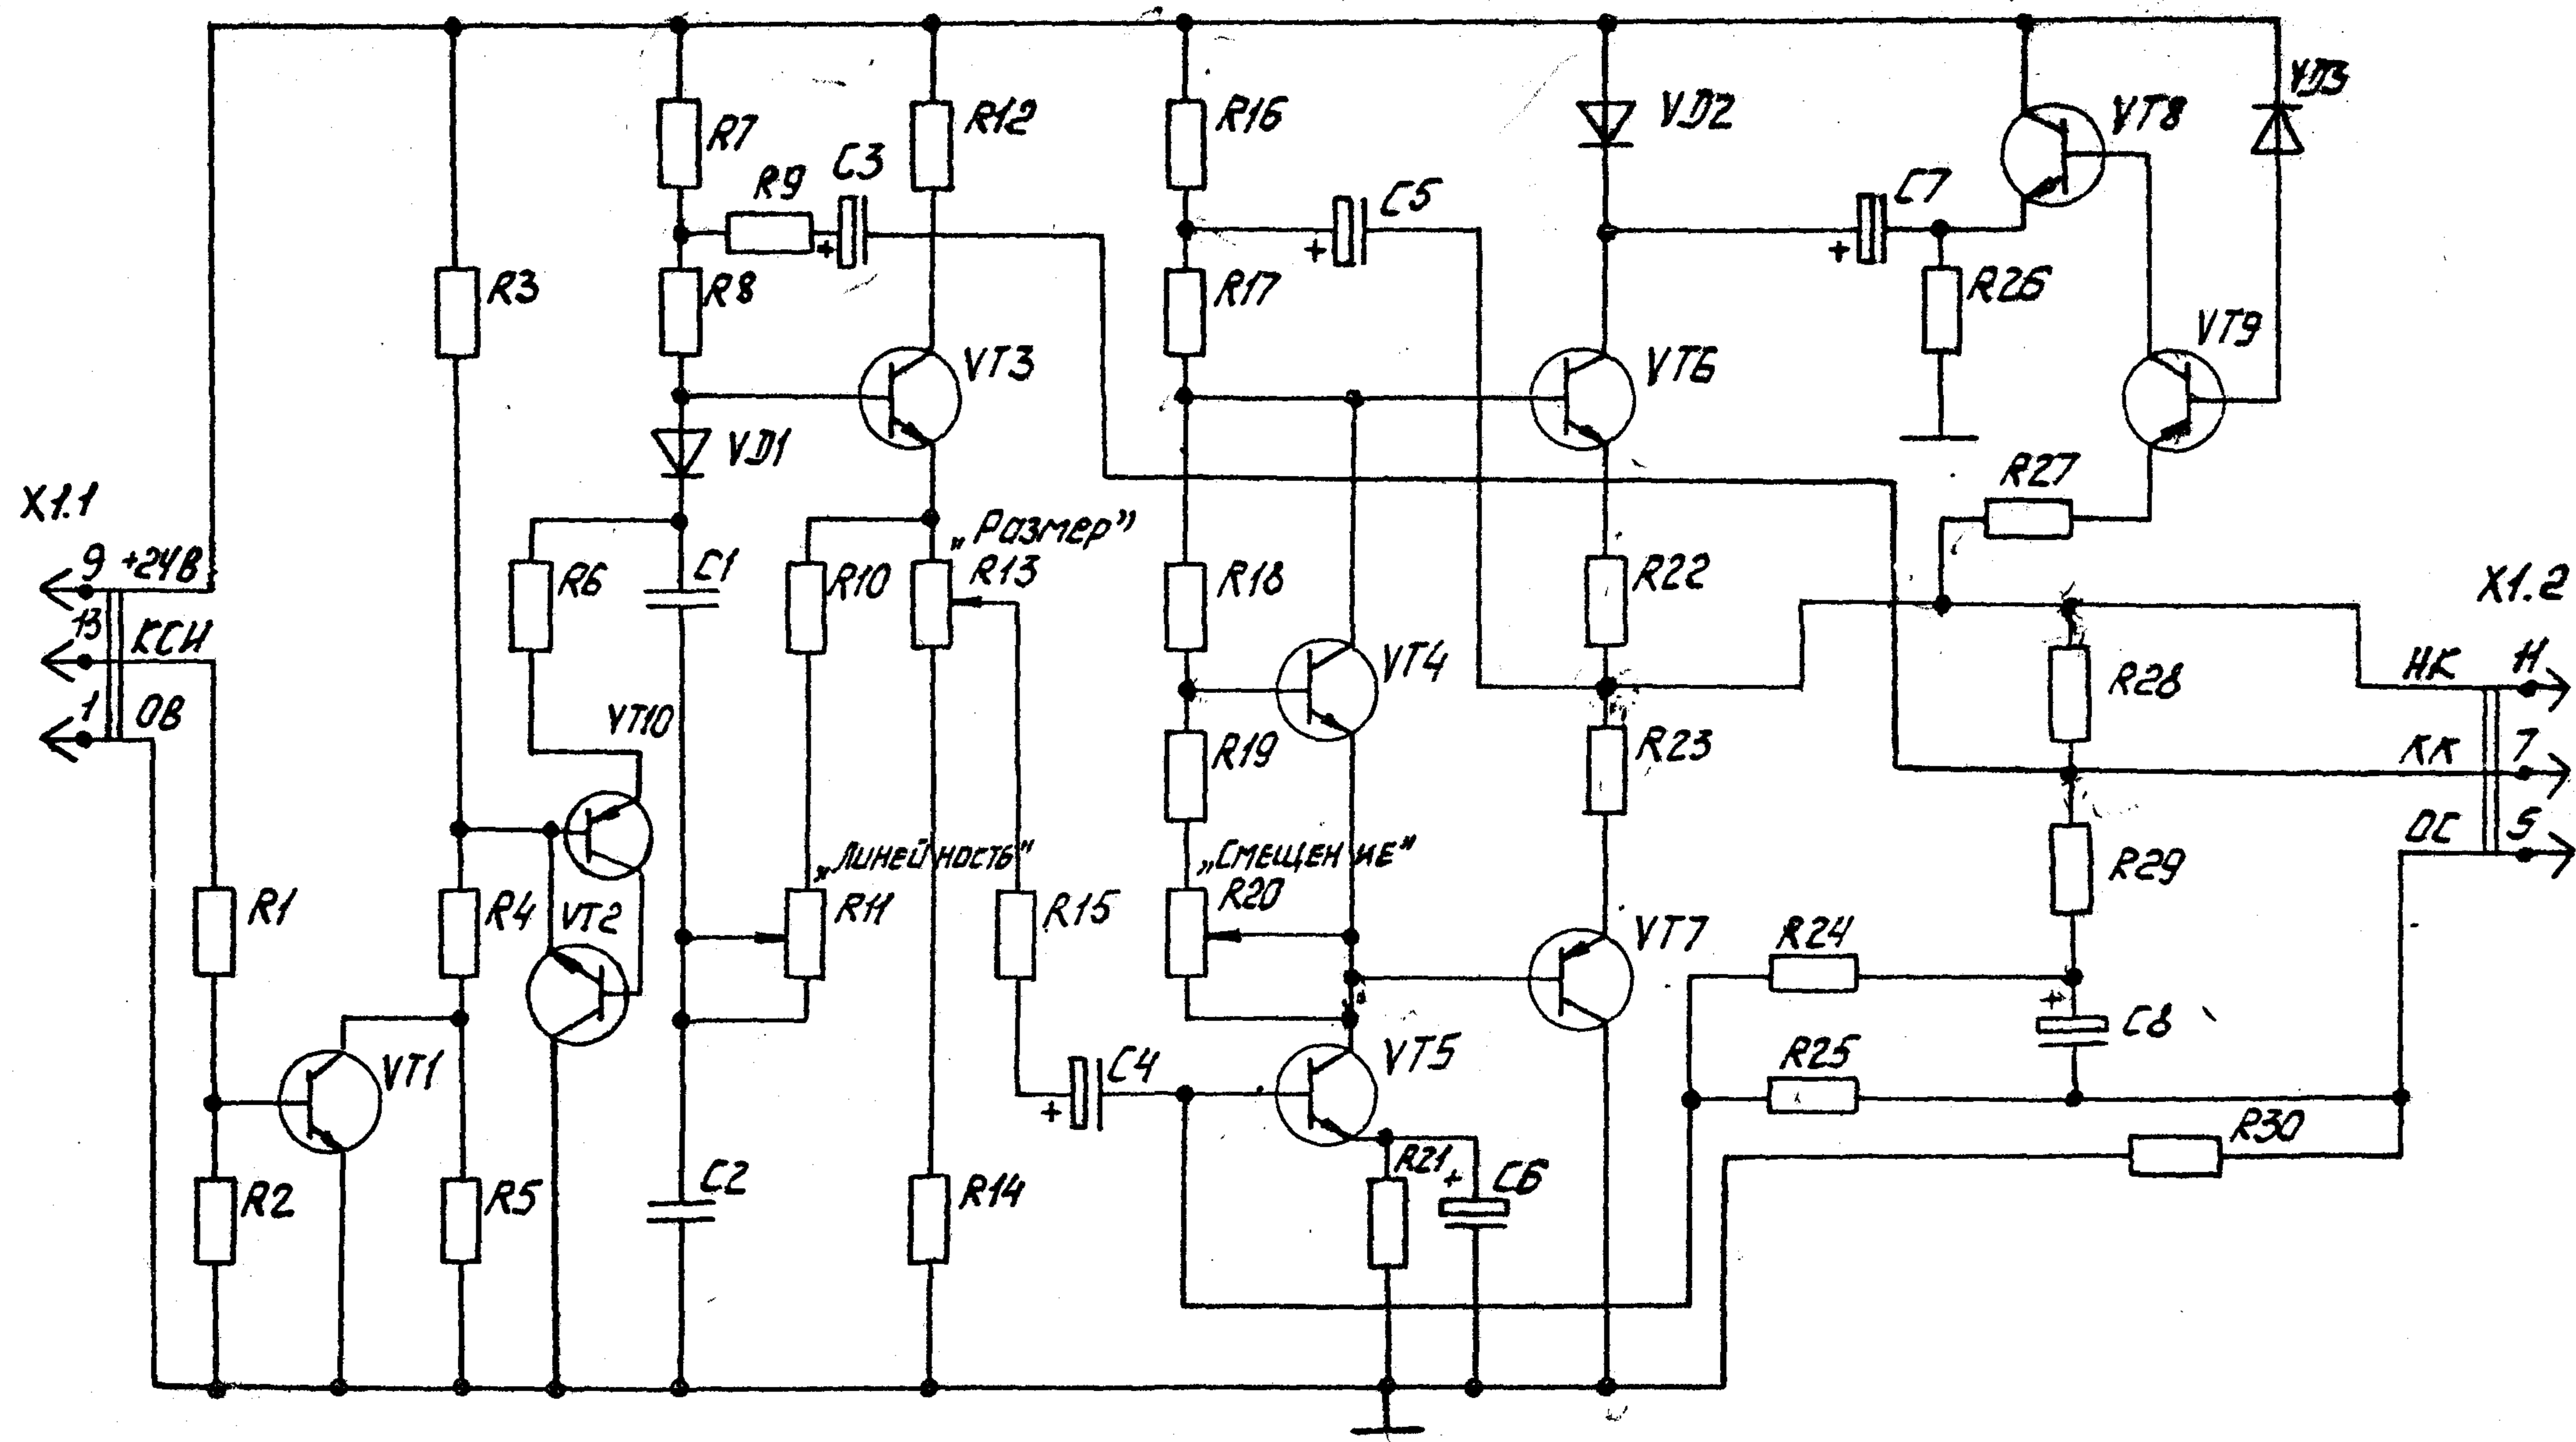 X1.1
9 +24В
13 КСИ
1 ОВ
R1
R2
VT1
R3
R4
R5
VT2
VT10
R6
R7
R8
R9
C3
VD1
C1
C2
R10
„Линейность”
R11
R12
VT3
„Размер”
R13
R14
R15
C4
R16
R17
C5
R18
R19
„Смещение”
R20
VT4
VT5
R21
+
C6
VD2
VT6
R22
R23
VT7
+
C7
R26
VT8
VD3
VT9
R27
R28
R29
R24
R25
+
C8
R30
X1.2
НК 11
КК 7
ОС 5
+
+
+